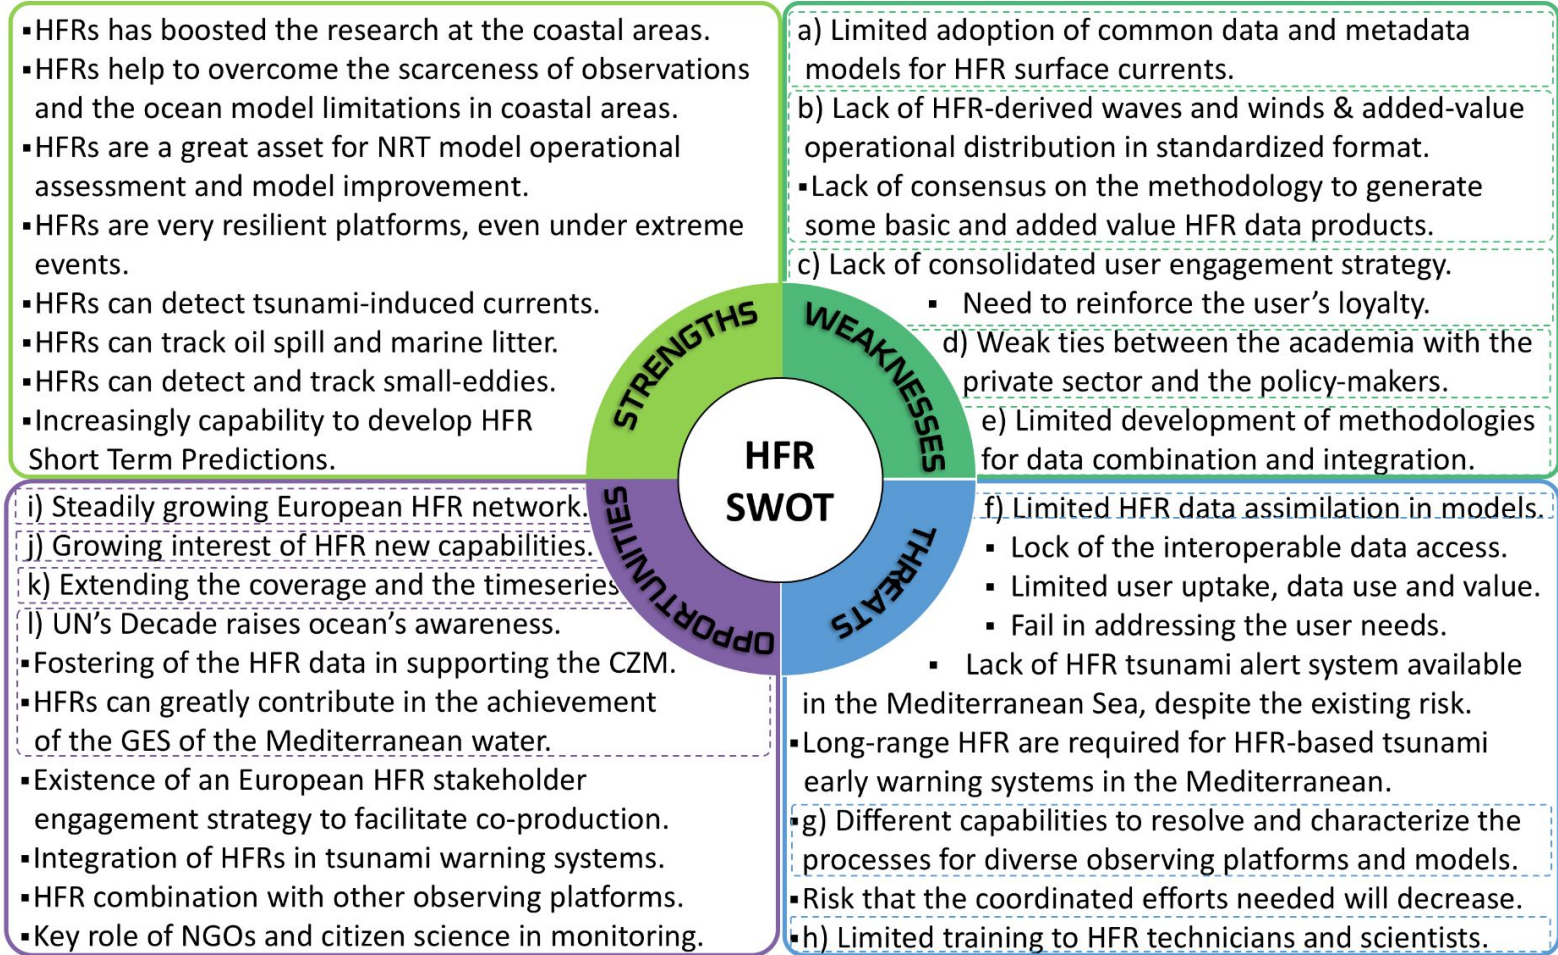 ▪HFRs has boosted the research at the coastal areas.
▪HFRs help to overcome the scarceness of observations
and the ocean model limitations in coastal areas.
▪HFRs are a great asset for NRT model operational
assessment and model improvement.
▪HFRs are very resilient platforms, even under extreme
events.
▪HFRs can detect tsunami-induced currents.
▪HFRs can track oil spill and marine litter.
▪HFRs can detect and track small-eddies.
▪Increasingly capability to develop HFR
Short Term Predictions.
a) Limited adoption of common data and metadata
models for HFR surface currents.
b) Lack of HFR-derived waves and winds & added-value
operational distribution in standardized format.
▪Lack of consensus on the methodology to generate
some basic and added value HFR data products.
c) Lack of consolidated user engagement strategy.
▪ Need to reinforce the user's loyalty.
d) Weak ties between the academia with the
private sector and the policy-makers.
e) Limited development of methodologies
for data combination and integration.
STRENGTHS
WEAKNESSES
HFR
SWOT
OPPORTUNITIES
THREATS
i) Steadily growing European HFR network.
j) Growing interest of HFR new capabilities.
k) Extending the coverage and the timeseries
l) UN's Decade raises ocean's awareness.
▪Fostering of the HFR data in supporting the CZM.
▪HFRs can greatly contribute in the achievement
of the GES of the Mediterranean water.
▪Existence of an European HFR stakeholder
engagement strategy to facilitate co-production.
▪Integration of HFRs in tsunami warning systems.
▪HFR combination with other observing platforms.
▪Key role of NGOs and citizen science in monitoring.
f) Limited HFR data assimilation in models.
▪ Lock of the interoperable data access.
▪ Limited user uptake, data use and value.
▪ Fail in addressing the user needs.
▪ Lack of HFR tsunami alert system available
in the Mediterranean Sea, despite the existing risk.
▪Long-range HFR are required for HFR-based tsunami
early warning systems in the Mediterranean.
▪g) Different capabilities to resolve and characterize the
processes for diverse observing platforms and models.
▪Risk that the coordinated efforts needed will decrease.
▪h) Limited training to HFR technicians and scientists.